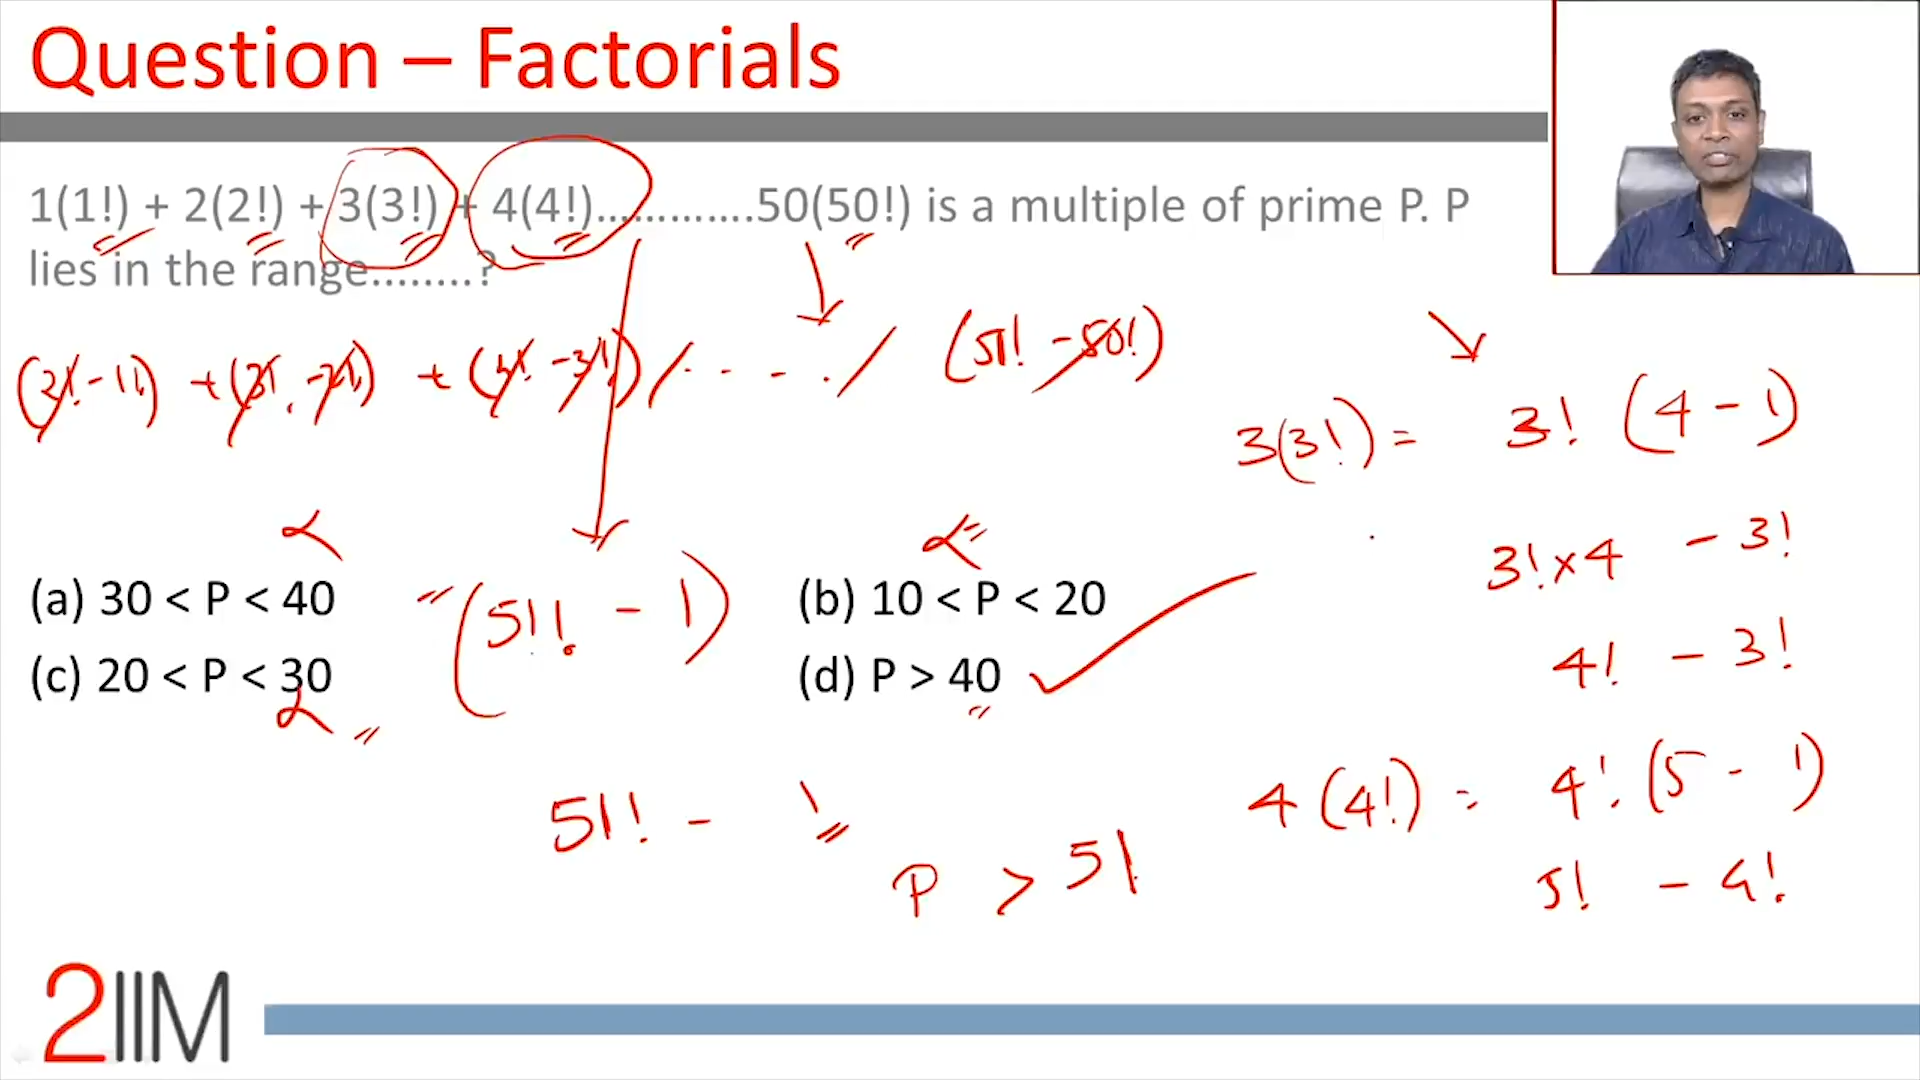 Question – Factorials
1(1!) + 2(2!) + 3(3!) + 4(4!).............50(50!) is a multiple of prime P. P
lies in the range........?
(2! - 1!) + (3! - 2!) + (4! - 3!) . . . . (51! - 50!)
3(3!) = 3! (4 - 1)
3! × 4 - 3!
(a) 30 < P < 40
(b) 10 < P < 20
(51! - 1)
4! - 3!
(c) 20 < P < 30
(d) P > 40
4(4!) = 4! (5 - 1)
51! - 1
P > 51
5! - 4!
2IIM